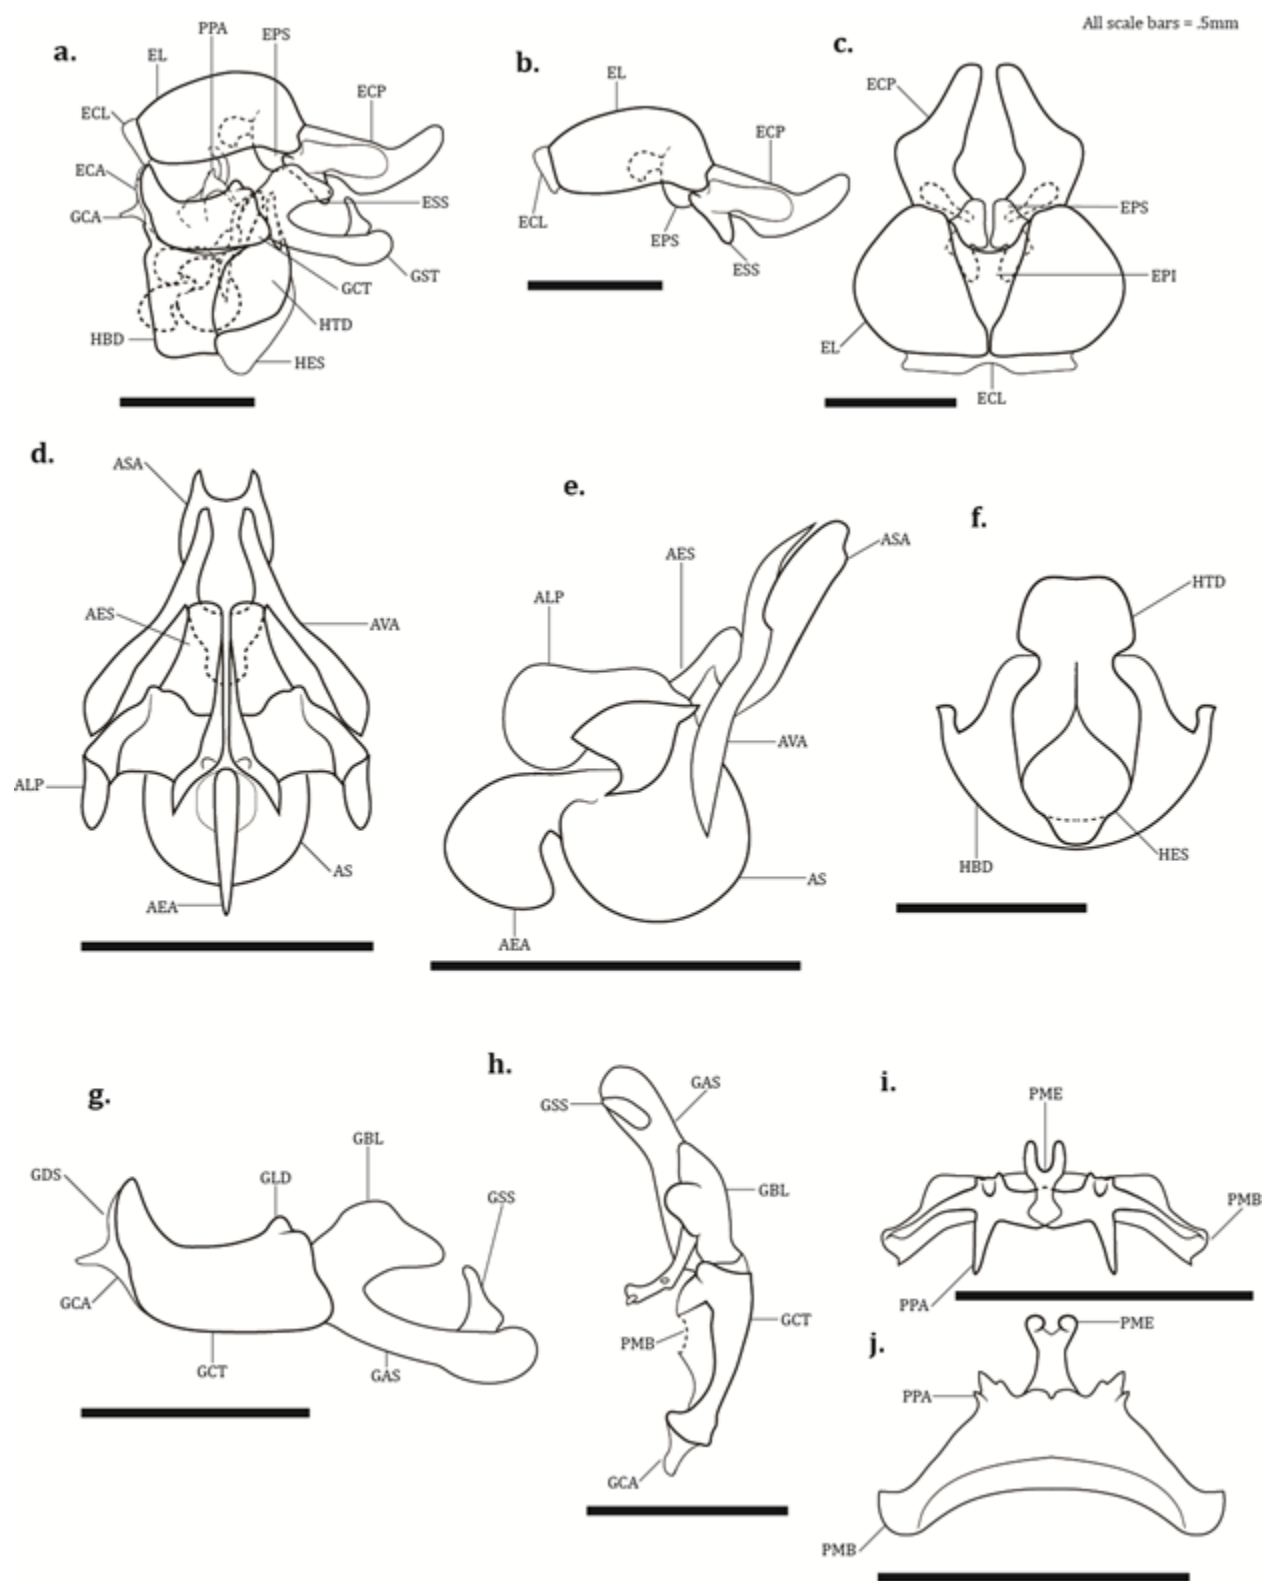 All scale bars = .5mm
a.
PPA
EPS
EL
ECP
ECL
ECA
GCA
ESS
GST
GCT
HTD
HBD
HES
b.
EL
ECP
ECL
EPS
ESS
c.
ECP
EPS
EPI
EL
ECL
d.
ASA
AES
AVA
ALP
AS
AEA
e.
ASA
AES
ALP
AVA
AS
AEA
f.
HTD
HBD
HES
g.
GBL
GDS
GLD
GSS
GCA
GCT
GAS
h.
GAS
GSS
GBL
GCT
PMB
GCA
i.
PME
PMB
PPA
j.
PME
PPA
PMB